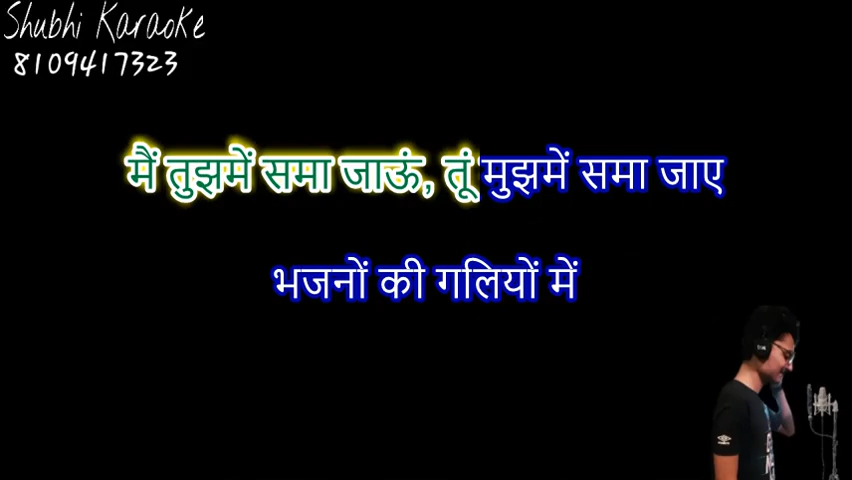 Shubhi Karaoke
8109417323
मैं तुझमें समा जाऊं, तूं मुझमें समा जाए
भजनों की गलियों में